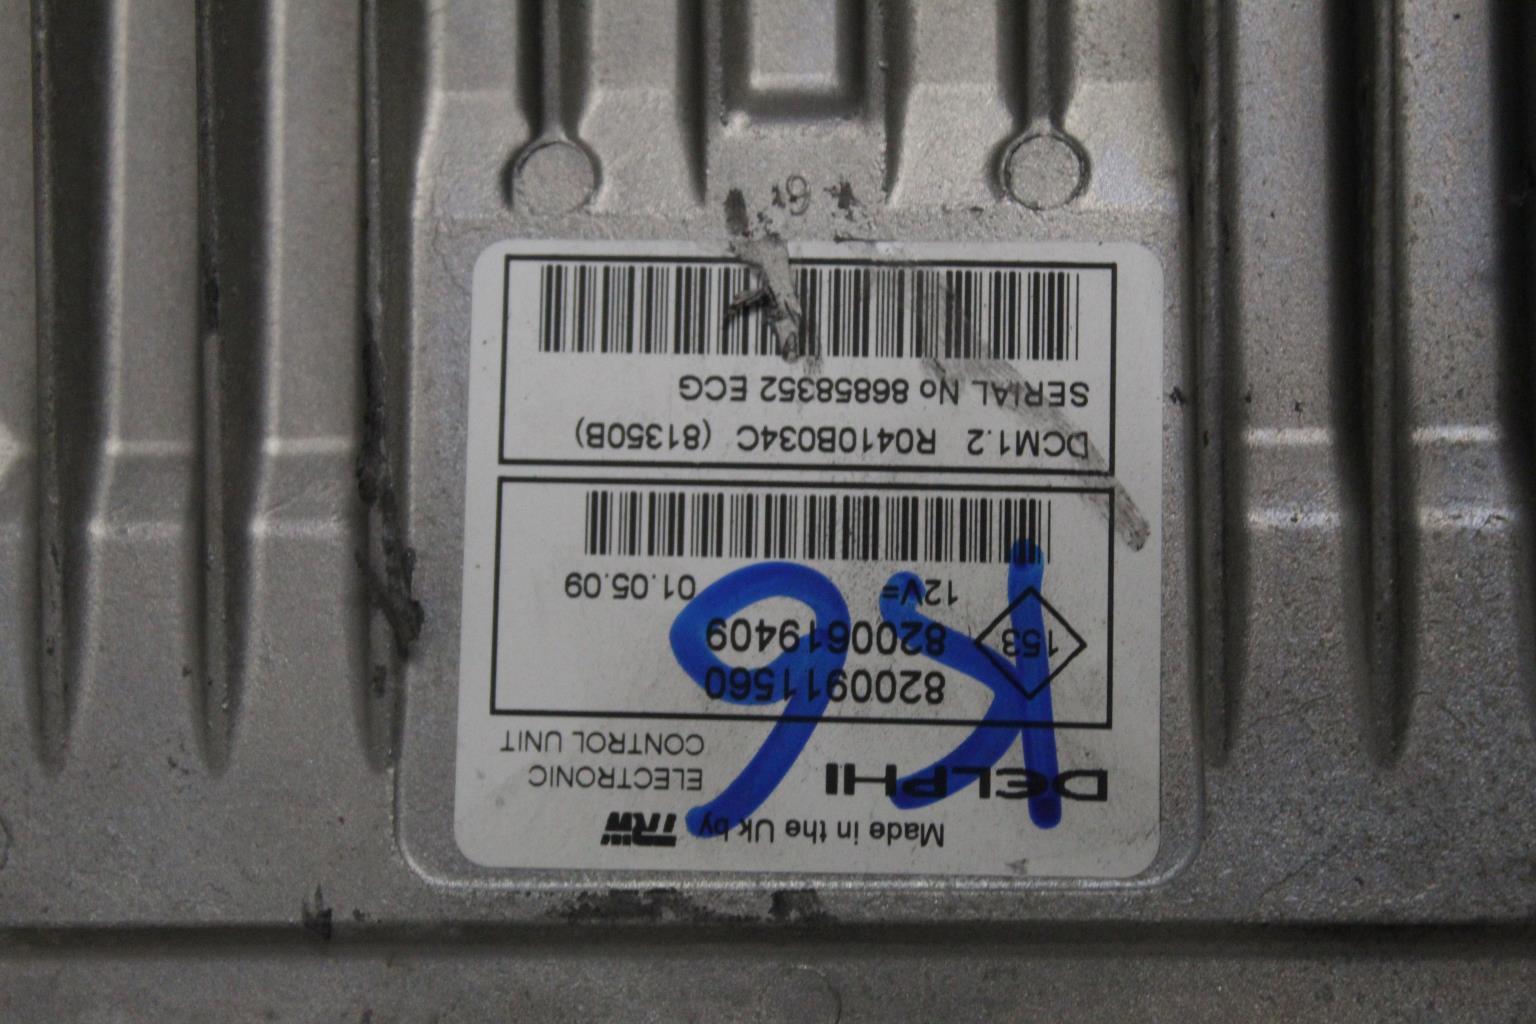 Made in the Uk by TRW
DELPHI
ELECTRONIC
CONTROL UNIT
8200911560
8200619409
153
12V=
01.05.09
K6
DCM1.2 R0410B034C (81350B)
SERIAL No 86858352 ECG